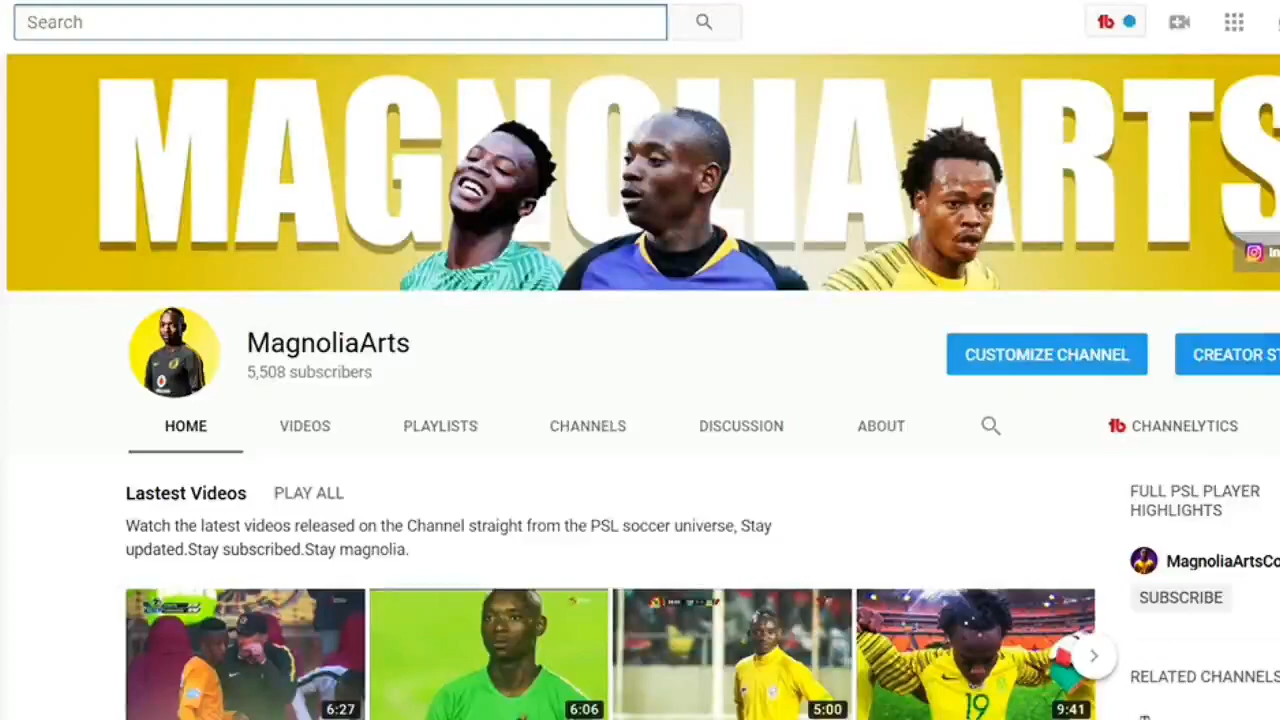 Search
MAGNOLIAARTS
MagnoliaArts
5,508 subscribers
CUSTOMIZE CHANNEL
HOME
VIDEOS
PLAYLISTS
CHANNELS
DISCUSSION
ABOUT
CHANNELYTICS
Lastest Videos
PLAY ALL
Watch the latest videos released on the Channel straight from the PSL soccer universe, Stay
updated.Stay subscribed.Stay magnolia.
FULL PSL PLAYER
HIGHLIGHTS
MagnoliaArtsCo
SUBSCRIBE
RELATED CHANNELS
6:27
6:06
5:00
19
9:41